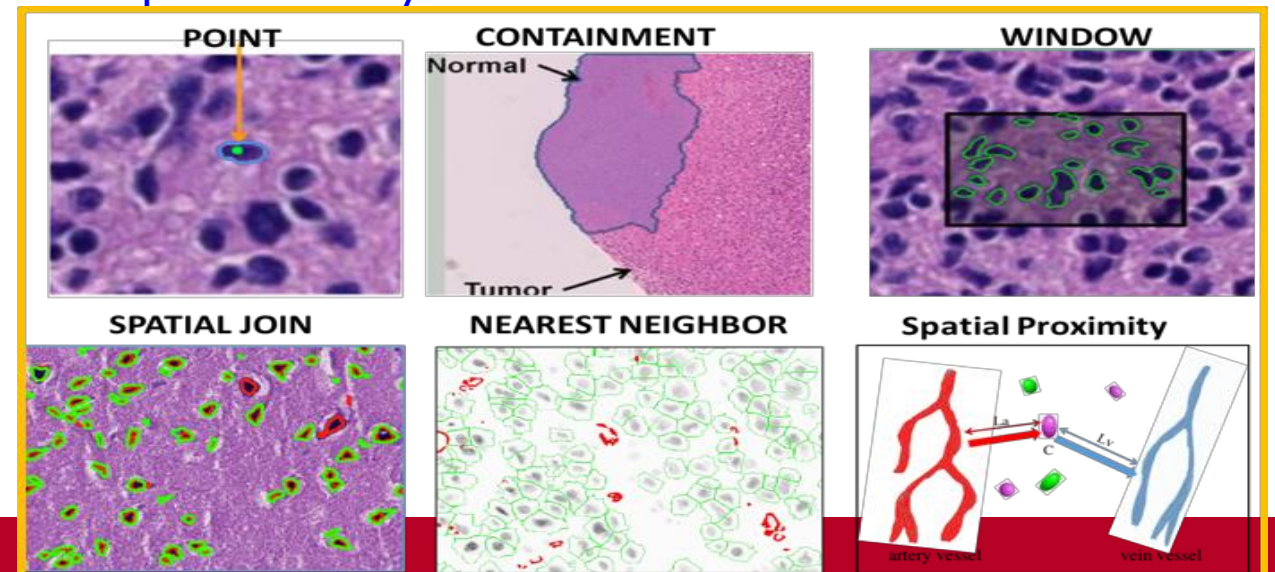 POINT
CONTAINMENT
WINDOW
Normal
Tumor
SPATIAL JOIN
NEAREST NEIGHBOR
Spatial Proximity
La
Lv
C
artery vessel
vein vessel